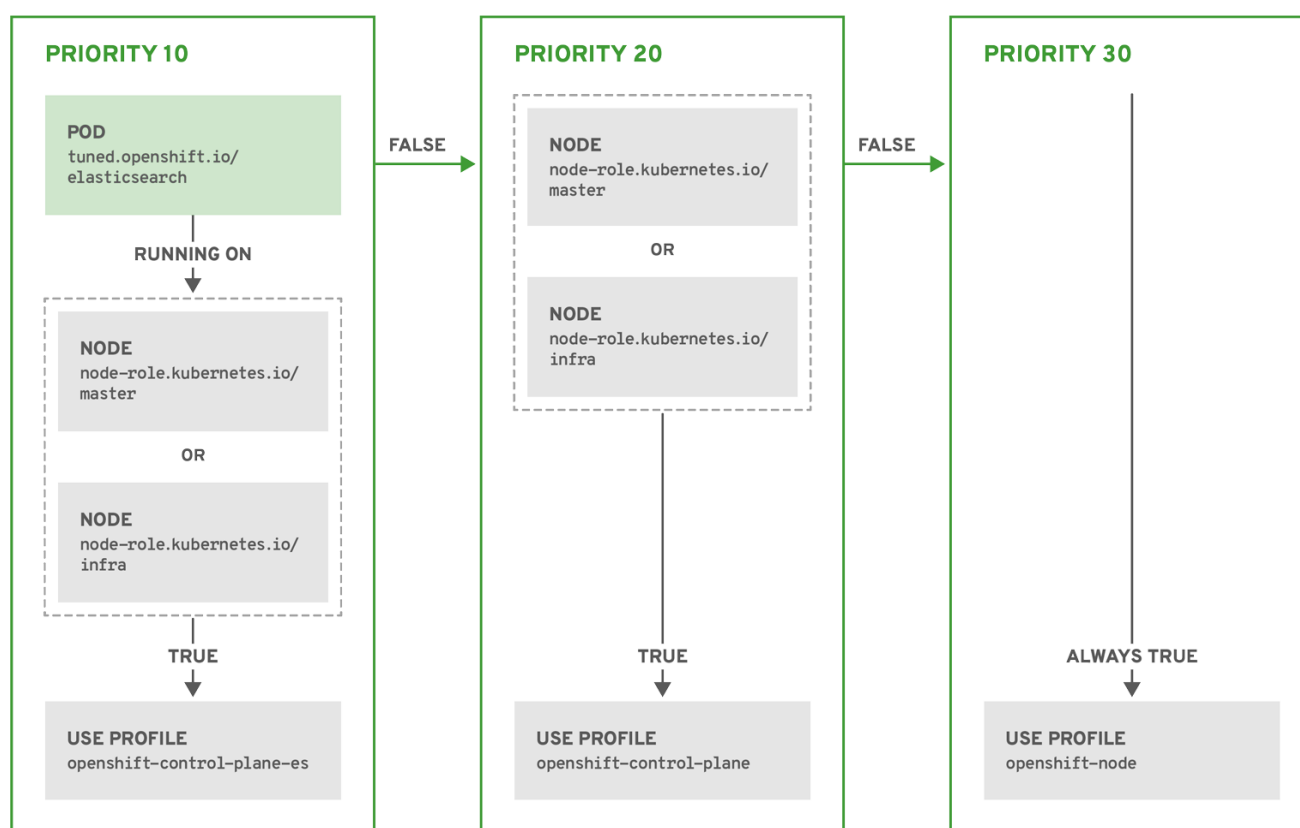 PRIORITY 10
POD
tuned.openshift.io/
elasticsearch
RUNNING ON
NODE
node-role.kubernetes.io/
master
OR
NODE
node-role.kubernetes.io/
infra
TRUE
USE PROFILE
openshift-control-plane-es
FALSE
PRIORITY 20
NODE
node-role.kubernetes.io/
master
OR
NODE
node-role.kubernetes.io/
infra
TRUE
USE PROFILE
openshift-control-plane
FALSE
PRIORITY 30
ALWAYS TRUE
USE PROFILE
openshift-node